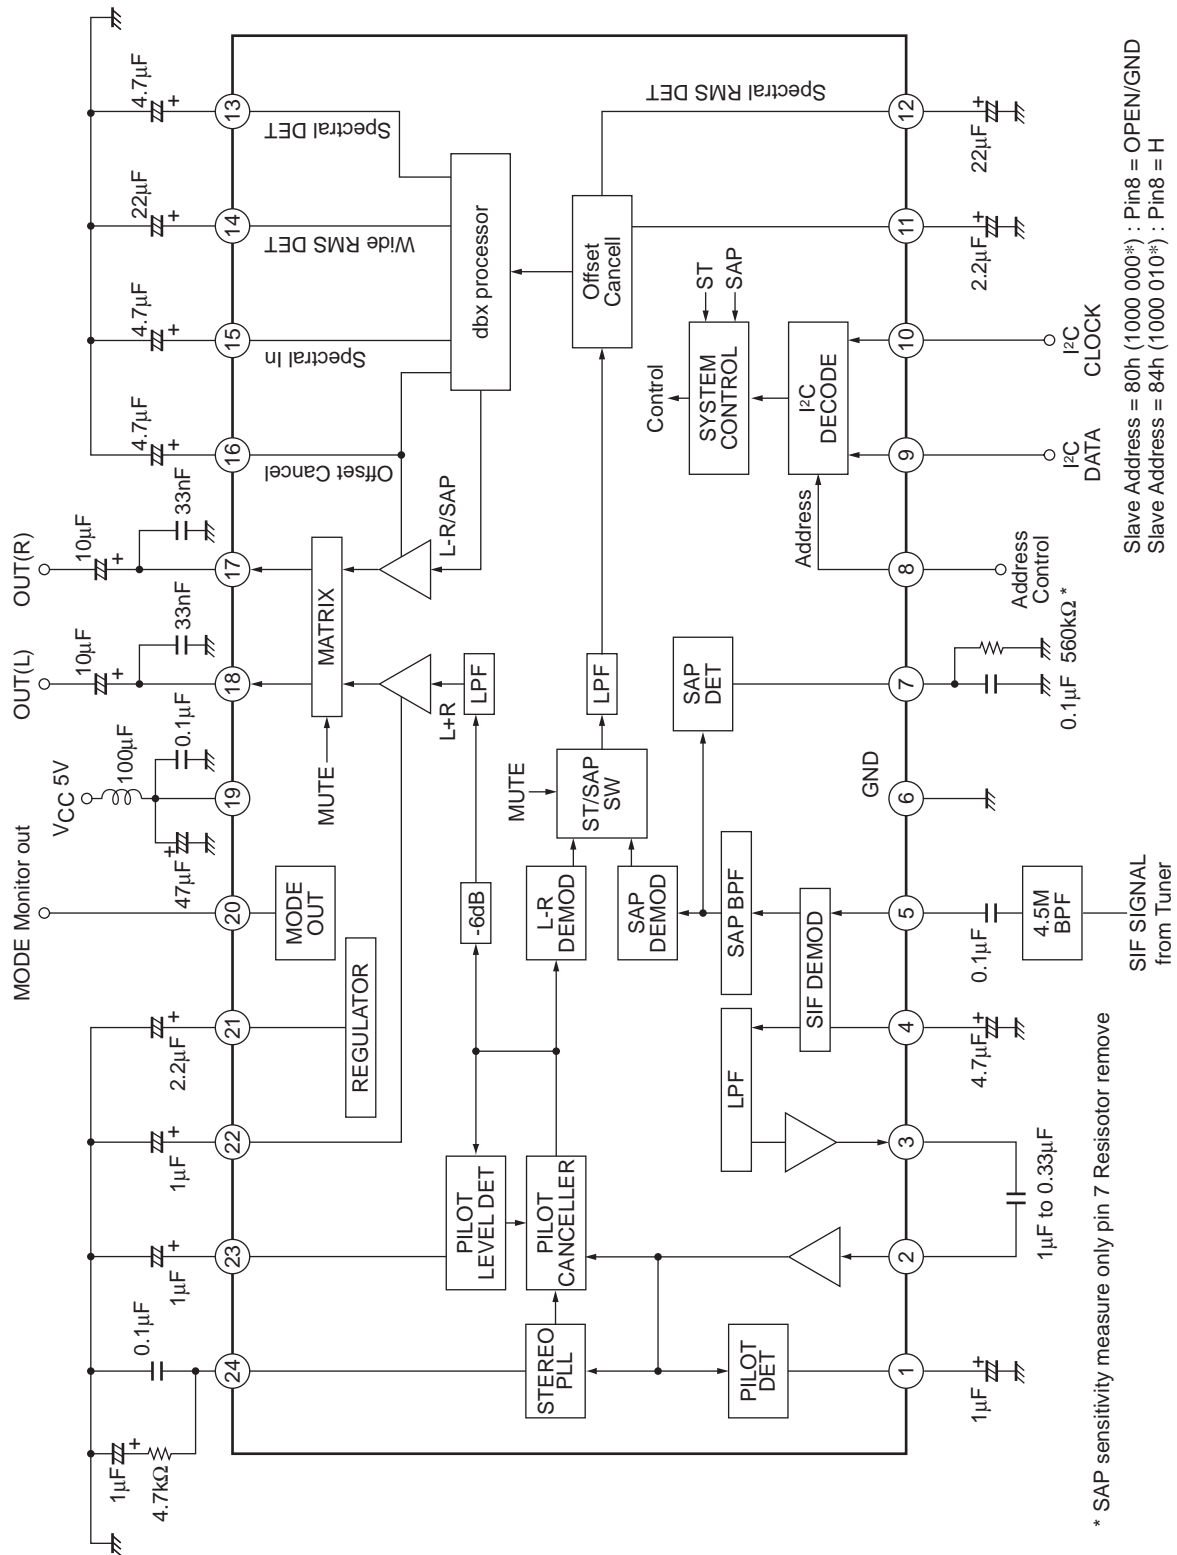 MODE Monitor out
VCC 5V
OUT(L)
OUT(R)
1µF
4.7kΩ
0.1µF
1µF
1µF
2.2µF
47µF
100µF
0.1µF
10µF
33nF
10µF
33nF
4.7µF
4.7µF
22µF
4.7µF
24
23
22
21
20
19
18
17
16
15
14
13
REGULATOR
MODE
OUT
MUTE
MATRIX
Offset Cancel
Spectral In
Wide RMS DET
Spectral DET
L+R
L-R/SAP
PILOT
LEVEL DET
-6dB
LPF
dbx processor
STEREO
PLL
PILOT
CANCELLER
L-R
DEMOD
MUTE
ST/SAP
SW
LPF
Offset
Cancell
SAP
DEMOD
Control
SYSTEM
CONTROL
ST
SAP
Spectral RMS DET
PILOT
DET
LPF
SAP BPF
SAP
DET
SIF DEMOD
Address
I²C
DECODE
GND
1
2
3
4
5
6
7
8
9
10
11
12
1µF
1µF to 0.33µF
4.7µF
0.1µF
4.5M
BPF
SIF SIGNAL
from Tuner
0.1µF
560kΩ *
Address
Control
I²C
DATA
I²C
CLOCK
2.2µF
22µF
* SAP sensitivity measure only pin 7 Resisotor remove
Slave Address = 80h (1000 000*) : Pin8 = OPEN/GND
Slave Address = 84h (1000 010*) : Pin8 = H